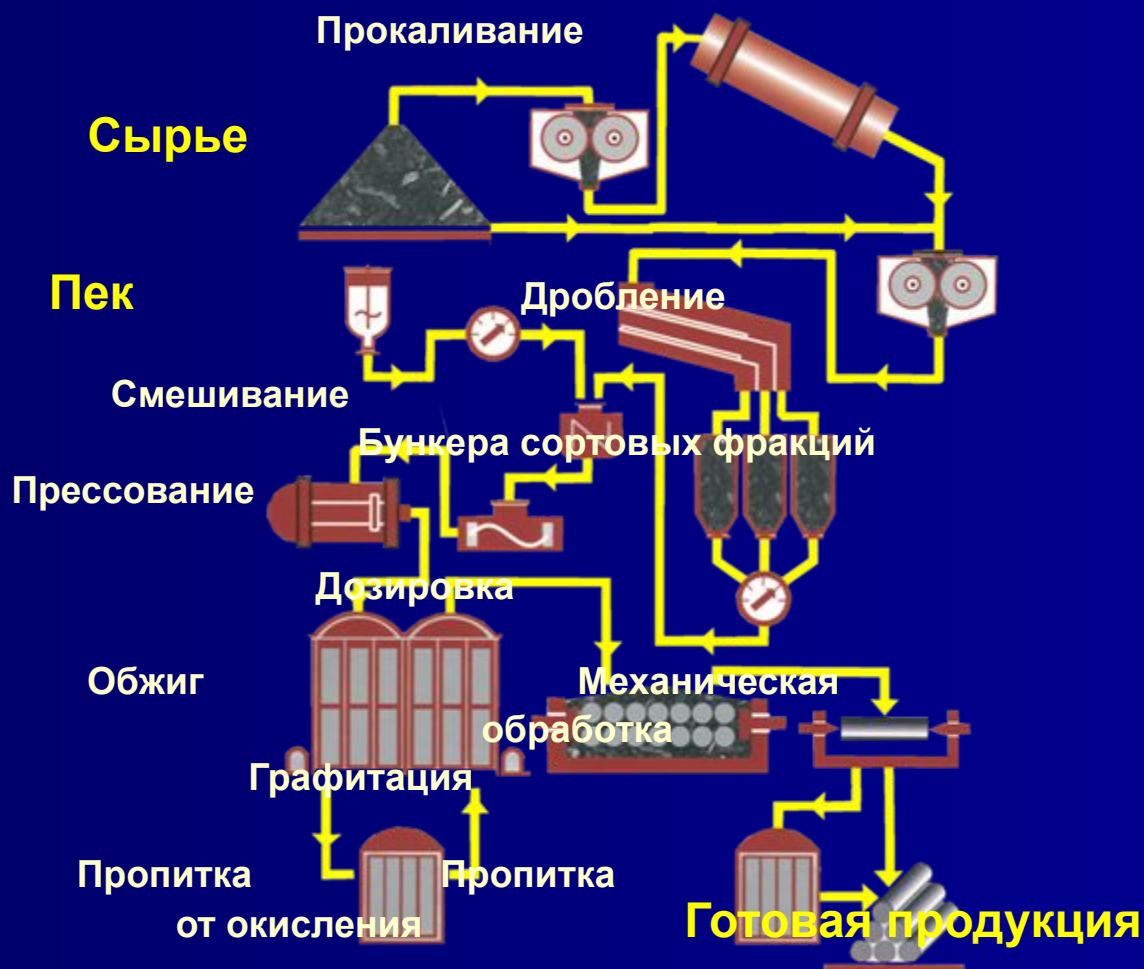 Прокаливание
Сырье
Пек
Дробление
Смешивание
Бункера сортовых фракций
Прессование
Дозировка
Обжиг
Механическая
обработка
Графитация
Пропитка
от окисления
Пропитка
Готовая продукция